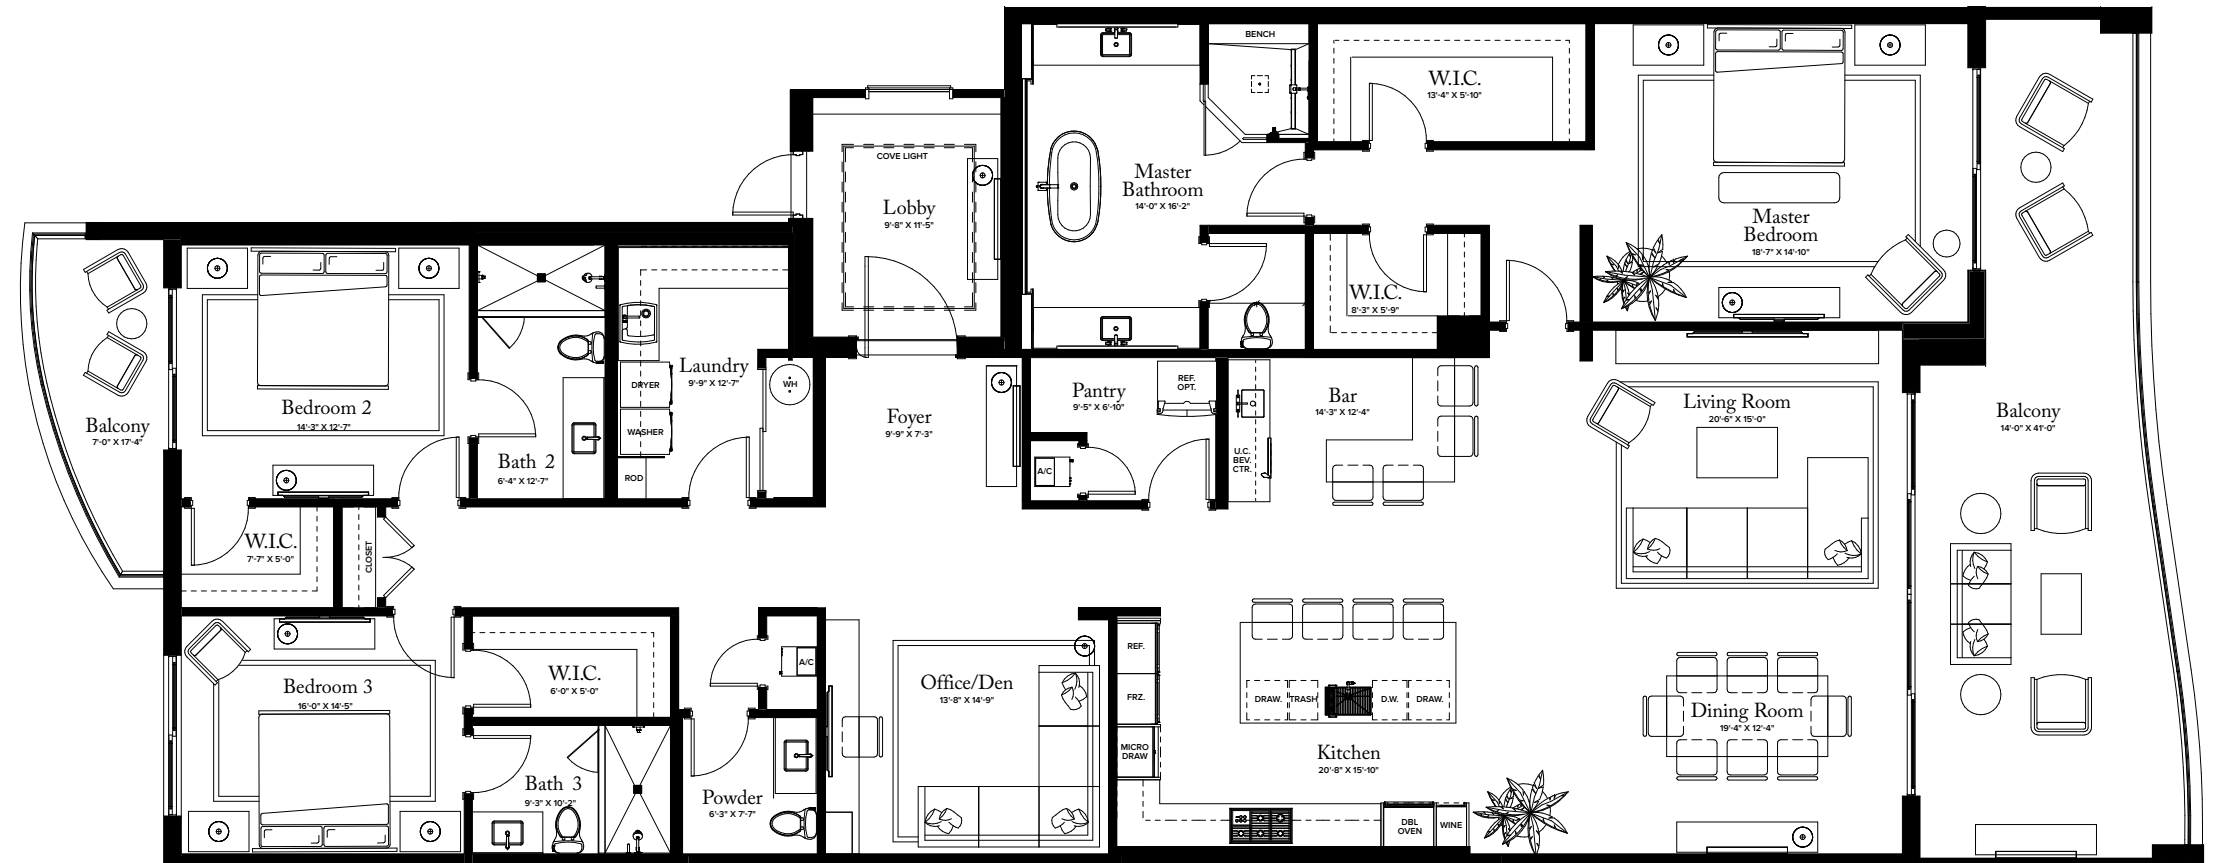 BENCH
W.I.C.
13'-4" X 5'-10"
COVE LIGHT
Lobby
9'-8" X 11'-5"
Master
Bathroom
14'-0" X 16'-2"
Master
Bedroom
18'-7" X 14'-10"
W.I.C.
8'-3" X 5'-9"
Balcony
7'-0" X 17'-4"
Bedroom 2
14'-3" X 12'-7"
Bath 2
6'-4" X 12'-7"
Laundry
9'-9" X 12'-7"
DRYER
WASHER
ROD
WH
Foyer
9'-9" X 7'-3"
Pantry
9'-5" X 6'-10"
REF.
OPT.
A/C
U.C.
BEV.
CTR.
Bar
14'-3" X 12'-4"
Living Room
20'-6" X 15'-0"
Balcony
14'-0" X 41'-0"
W.I.C.
7'-7" X 5'-0"
CLOSET
Bedroom 3
16'-0" X 14'-5"
W.I.C.
6'-0" X 5'-0"
A/C
Bath 3
9'-3" X 10'-2"
Powder
6'-3" X 7'-7"
Office/Den
13'-8" X 14'-9"
REF.
FRZ.
MICRO
DRAW
DRAW.
TRASH
D.W.
DRAW.
Kitchen
20'-8" X 15'-10"
DBL
OVEN
WINE
Dining Room
19'-4" X 12'-4"